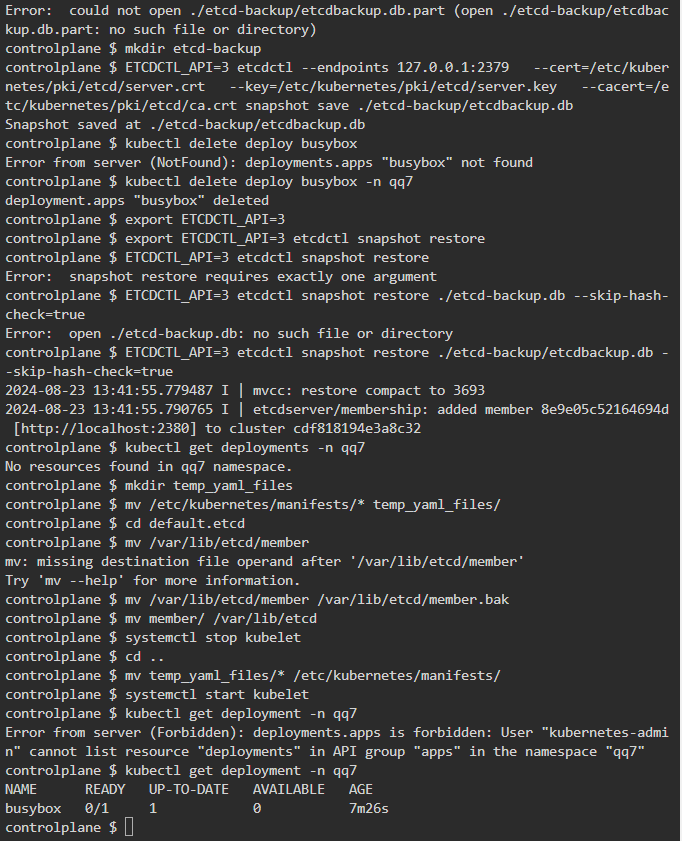 Error:  could not open ./etcd-backup/etcdbackup.db.part (open ./etcd-backup/etcdbac
kup.db.part: no such file or directory)
controlplane $ mkdir etcd-backup
controlplane $ ETCDCTL_API=3 etcdctl --endpoints 127.0.0.1:2379   --cert=/etc/kuber
netes/pki/etcd/server.crt   --key=/etc/kubernetes/pki/etcd/server.key   --cacert=/e
tc/kubernetes/pki/etcd/ca.crt snapshot save ./etcd-backup/etcdbackup.db
Snapshot saved at ./etcd-backup/etcdbackup.db
controlplane $ kubectl delete deploy busybox
Error from server (NotFound): deployments.apps "busybox" not found
controlplane $ kubectl delete deploy busybox -n qq7
deployment.apps "busybox" deleted
controlplane $ export ETCDCTL_API=3
controlplane $ export ETCDCTL_API=3 etcdctl snapshot restore
controlplane $ ETCDCTL_API=3 etcdctl snapshot restore
Error:  snapshot restore requires exactly one argument
controlplane $ ETCDCTL_API=3 etcdctl snapshot restore ./etcd-backup.db --skip-hash-
check=true
Error:  open ./etcd-backup.db: no such file or directory
controlplane $ ETCDCTL_API=3 etcdctl snapshot restore ./etcd-backup/etcdbackup.db -
-skip-hash-check=true
2024-08-23 13:41:55.779487 I | mvcc: restore compact to 3693
2024-08-23 13:41:55.790765 I | etcdserver/membership: added member 8e9e05c52164694d
 [http://localhost:2380] to cluster cdf818194e3a8c32
controlplane $ kubectl get deployments -n qq7
No resources found in qq7 namespace.
controlplane $ mkdir temp_yaml_files
controlplane $ mv /etc/kubernetes/manifests/* temp_yaml_files/
controlplane $ cd default.etcd
controlplane $ mv /var/lib/etcd/member
mv: missing destination file operand after '/var/lib/etcd/member'
Try 'mv --help' for more information.
controlplane $ mv /var/lib/etcd/member /var/lib/etcd/member.bak
controlplane $ mv member/ /var/lib/etcd
controlplane $ systemctl stop kubelet
controlplane $ cd ..
controlplane $ mv temp_yaml_files/* /etc/kubernetes/manifests/
controlplane $ systemctl start kubelet
controlplane $ kubectl get deployment -n qq7
Error from server (Forbidden): deployments.apps is forbidden: User "kubernetes-admi
n" cannot list resource "deployments" in API group "apps" in the namespace "qq7"
controlplane $ kubectl get deployment -n qq7
NAME      READY   UP-TO-DATE   AVAILABLE   AGE
busybox   0/1     1            0           7m26s
controlplane $